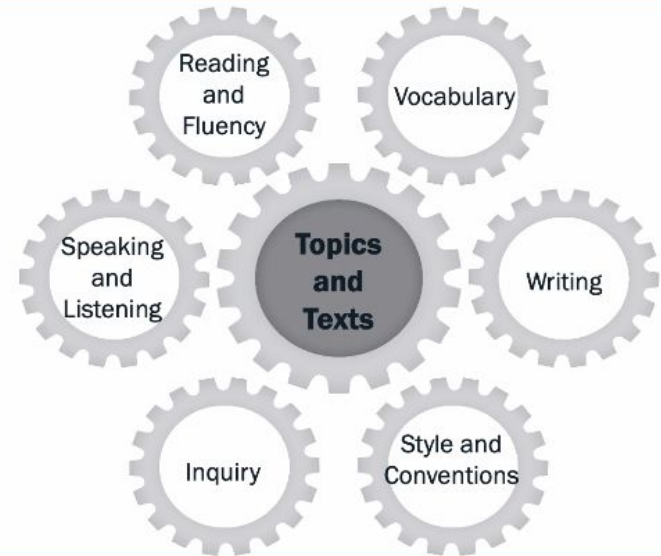 Reading
and
Fluency
Vocabulary
Speaking
and
Listening
Topics
and
Texts
Writing
Inquiry
Style and
Conventions